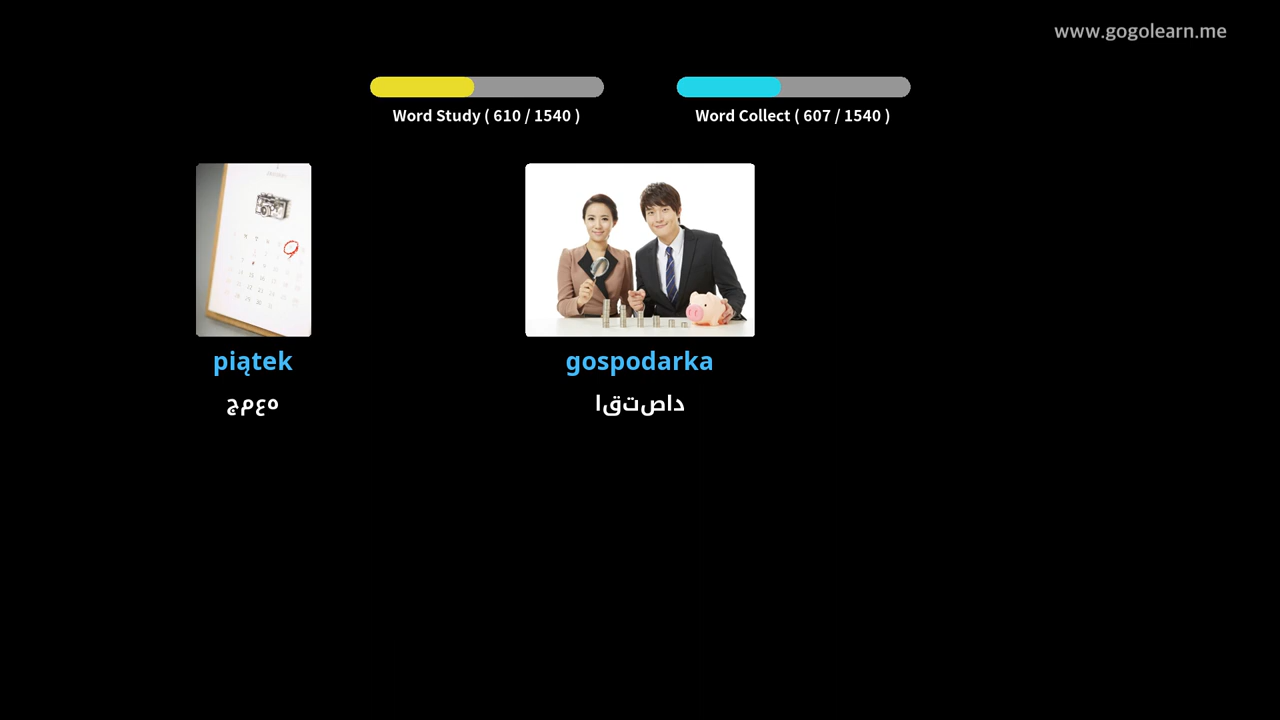 www.gogolearn.me
Word Study ( 610 / 1540 )
Word Collect ( 607 / 1540 )
piątek
جمعه
gospodarka
اقتصاد